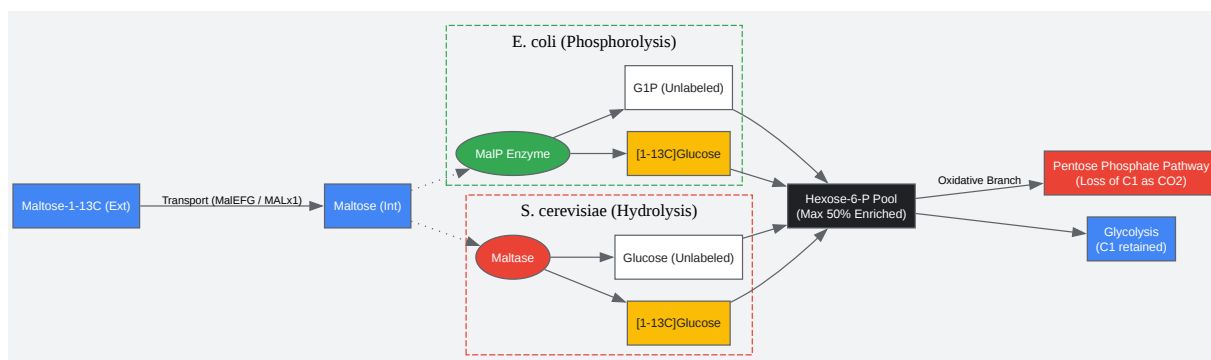 E. coli (Phosphorolysis)
G1P (Unlabeled)
MalP Enzyme
[1-13C]Glucose
Maltose-1-13C (Ext)
Transport (MalEFG / MALx1)
Maltose (Int)
S. cerevisiae (Hydrolysis)
Maltase
Glucose (Unlabeled)
[1-13C]Glucose
Hexose-6-P Pool
(Max 50% Enriched)
Oxidative Branch
Pentose Phosphate Pathway
(Loss of C1 as CO2)
Glycolysis
(C1 retained)